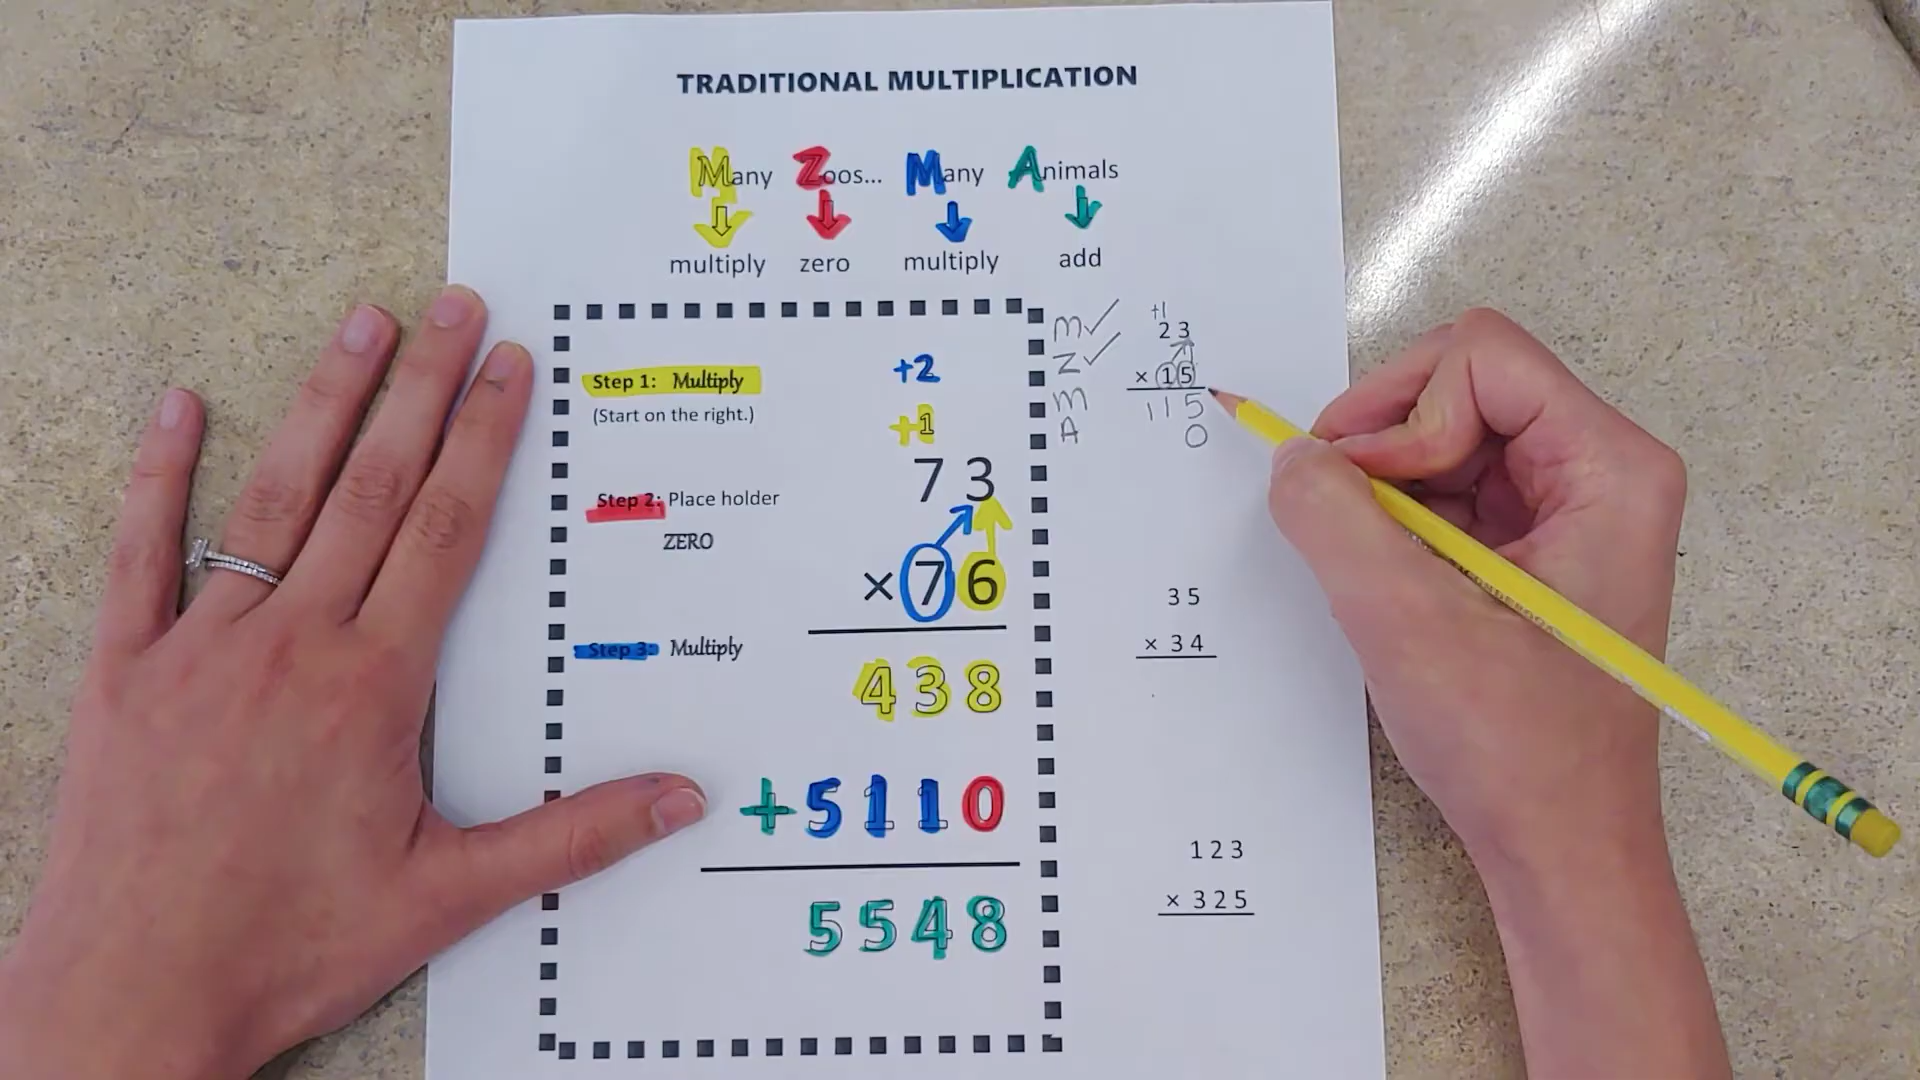 TRADITIONAL MULTIPLICATION
Many Zoos... Many Animals
multiply zero multiply add
Step 1: Multiply
(Start on the right.)
Step 2: Place holder
ZERO
Step 3: Multiply
+2
+1
73
×76
438
+5110
5548
M✓
Z✓
M
A
+1
23
× 15
115
0
35
× 34
123
× 325